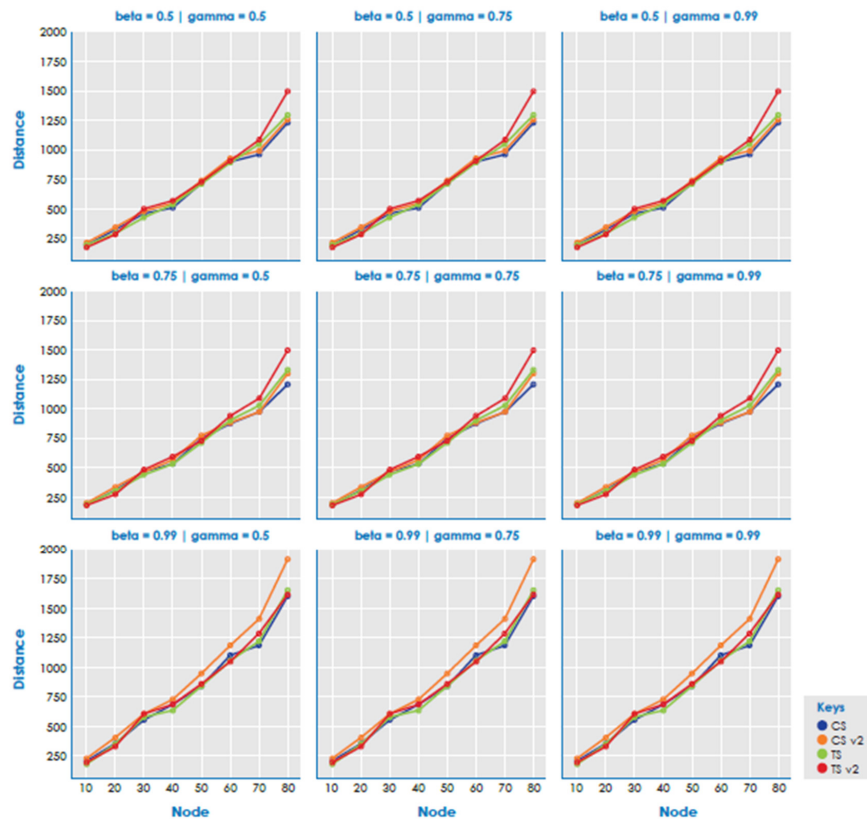 beta = 0.5 | gamma = 0.5
beta = 0.5 | gamma = 0.75
beta = 0.5 | gamma = 0.99
2000
1750
1500
1250
1000
750
500
250
Distance
beta = 0.75 | gamma = 0.5
beta = 0.75 | gamma = 0.75
beta = 0.75 | gamma = 0.99
2000
1750
1500
1250
1000
750
500
250
Distance
beta = 0.99 | gamma = 0.5
beta = 0.99 | gamma = 0.75
beta = 0.99 | gamma = 0.99
2000
1750
1500
1250
1000
750
500
250
Distance
10 20 30 40 50 60 70 80
10 20 30 40 50 60 70 80
10 20 30 40 50 60 70 80
Node
Node
Node
Keys
CS
CS v2
TS
TS v2